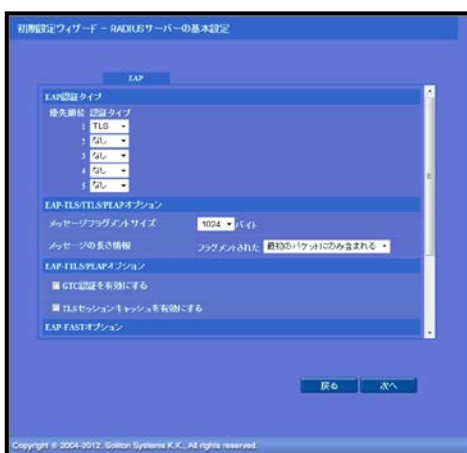 初期設定ウィザード - RADIUSサーバーの基本設定
EAP
EAP認証タイプ
優先順位 認証タイプ
1 TLS
2 なし
3 なし
4 なし
5 なし
EAP-TLS/TTLS/PEAPオプション
メッセージフラグメントサイズ 1024 バイト
メッセージの長さ情報 フラグメントされた 最初のパケットにのみ含まれる
EAP-TTLS/PEAPオプション
GTC認証を有効にする
TLSセッションキャッシュを有効にする
EAP-FASTオプション
戻る 次へ
Copyright © 2004-2012, Soliton Systems K.K., All rights reserved.